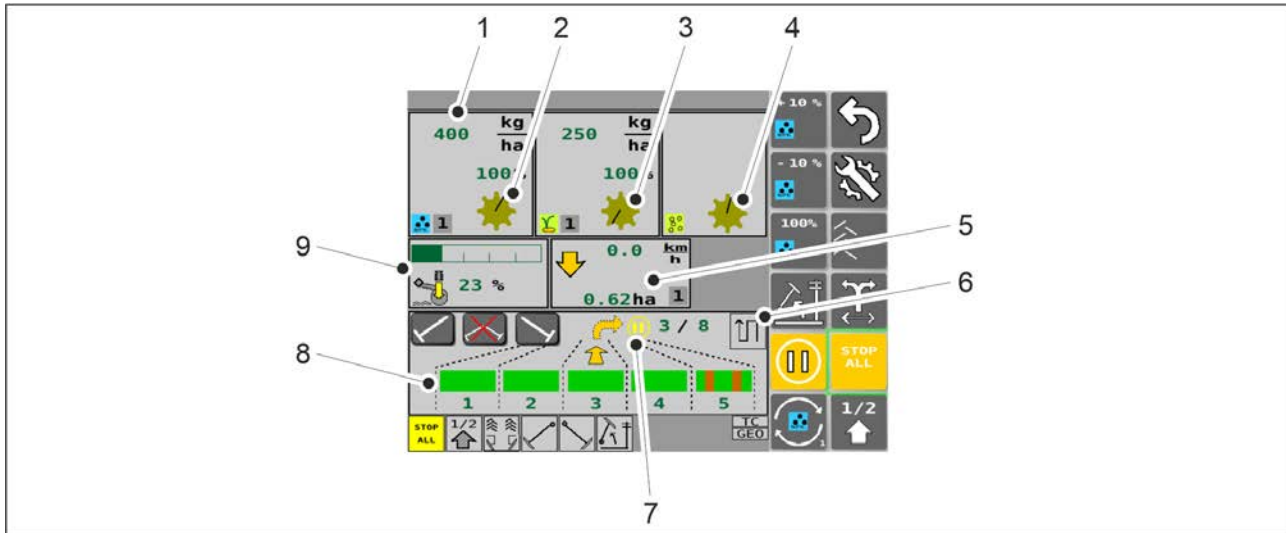 1 2 3 4
+ 10 %
400 kg ha
250 kg ha
- 10 %
100%
100%
1
1
100%
0.0 km h
5
9
23 %
0.62ha 1
6
3 / 8
8
STOP ALL
1 2 3 4 5
1/2
TC
GEO
STOP ALL
1/2
1
7